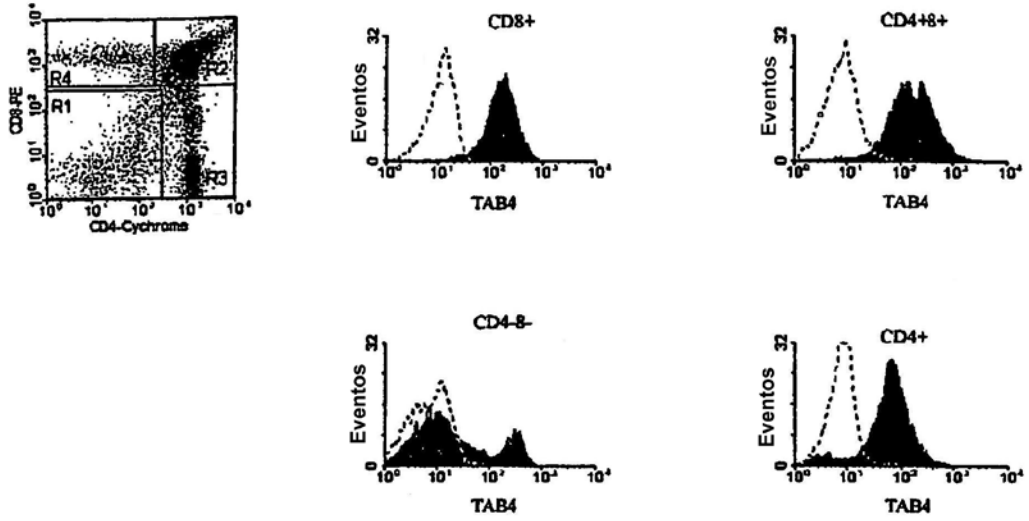 10⁴
10³
10²
10¹
10⁰
CD8-PE
R4
R2
R1
R3
10⁰ 10¹ 10² 10³ 10⁴
CD4-Cychrome
CD8+
32
0
Eventos
10⁰ 10¹ 10² 10³ 10⁴
TAB4
CD4+8+
32
0
Eventos
10⁰ 10¹ 10² 10³ 10⁴
TAB4
CD4-8-
32
0
Eventos
10⁰ 10¹ 10² 10³ 10⁴
TAB4
CD4+
32
0
Eventos
10⁰ 10¹ 10² 10³ 10⁴
TAB4